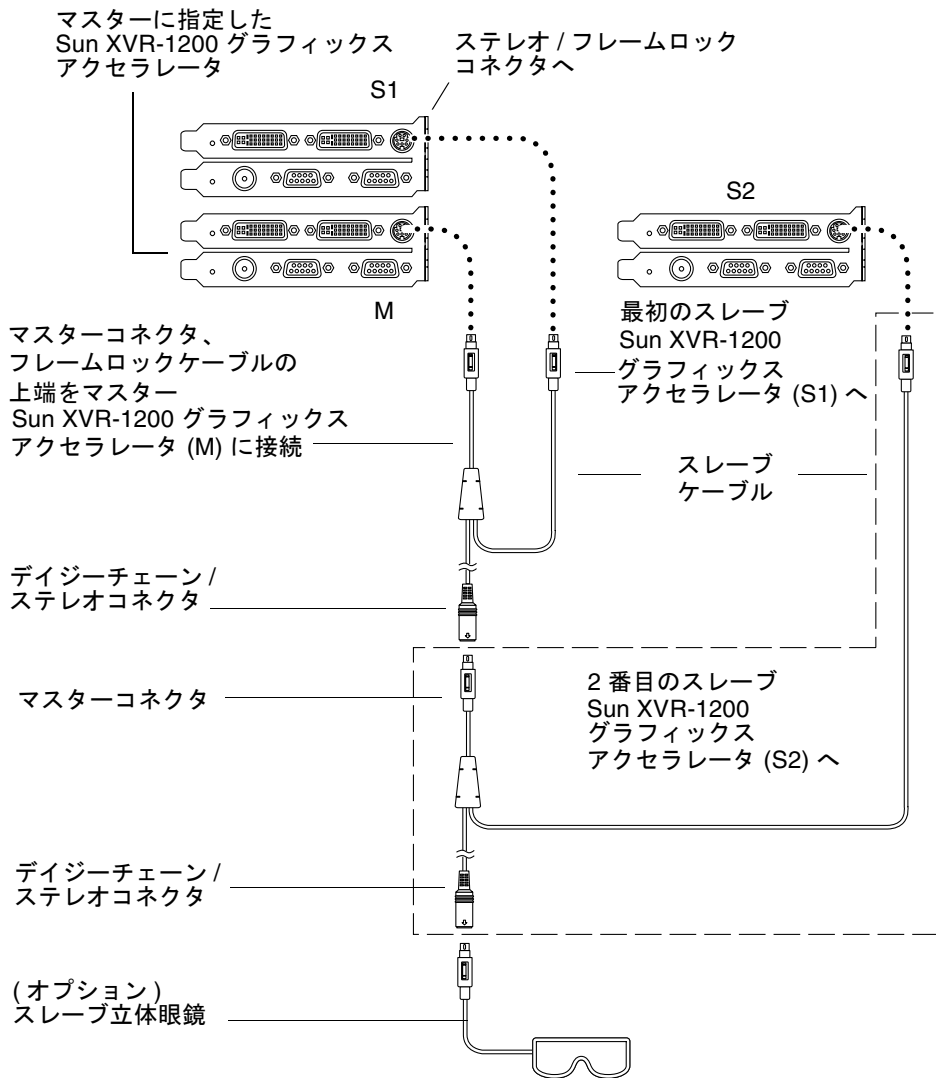 マスターに指定した
Sun XVR-1200 グラフィックス
アクセラレータ
ステレオ / フレームロック
コネクタへ
S1
S2
M
マスターコネクタ、
フレームロックケーブルの
上端をマスター
Sun XVR-1200 グラフィックス
アクセラレータ (M) に接続
最初のスレーブ
Sun XVR-1200
グラフィックス
アクセラレータ (S1) へ
スレーブ
ケーブル
デイジーチェーン /
ステレオコネクタ
マスターコネクタ
2 番目のスレーブ
Sun XVR-1200
グラフィックス
アクセラレータ (S2) へ
デイジーチェーン /
ステレオコネクタ
( オプション )
スレーブ立体眼鏡